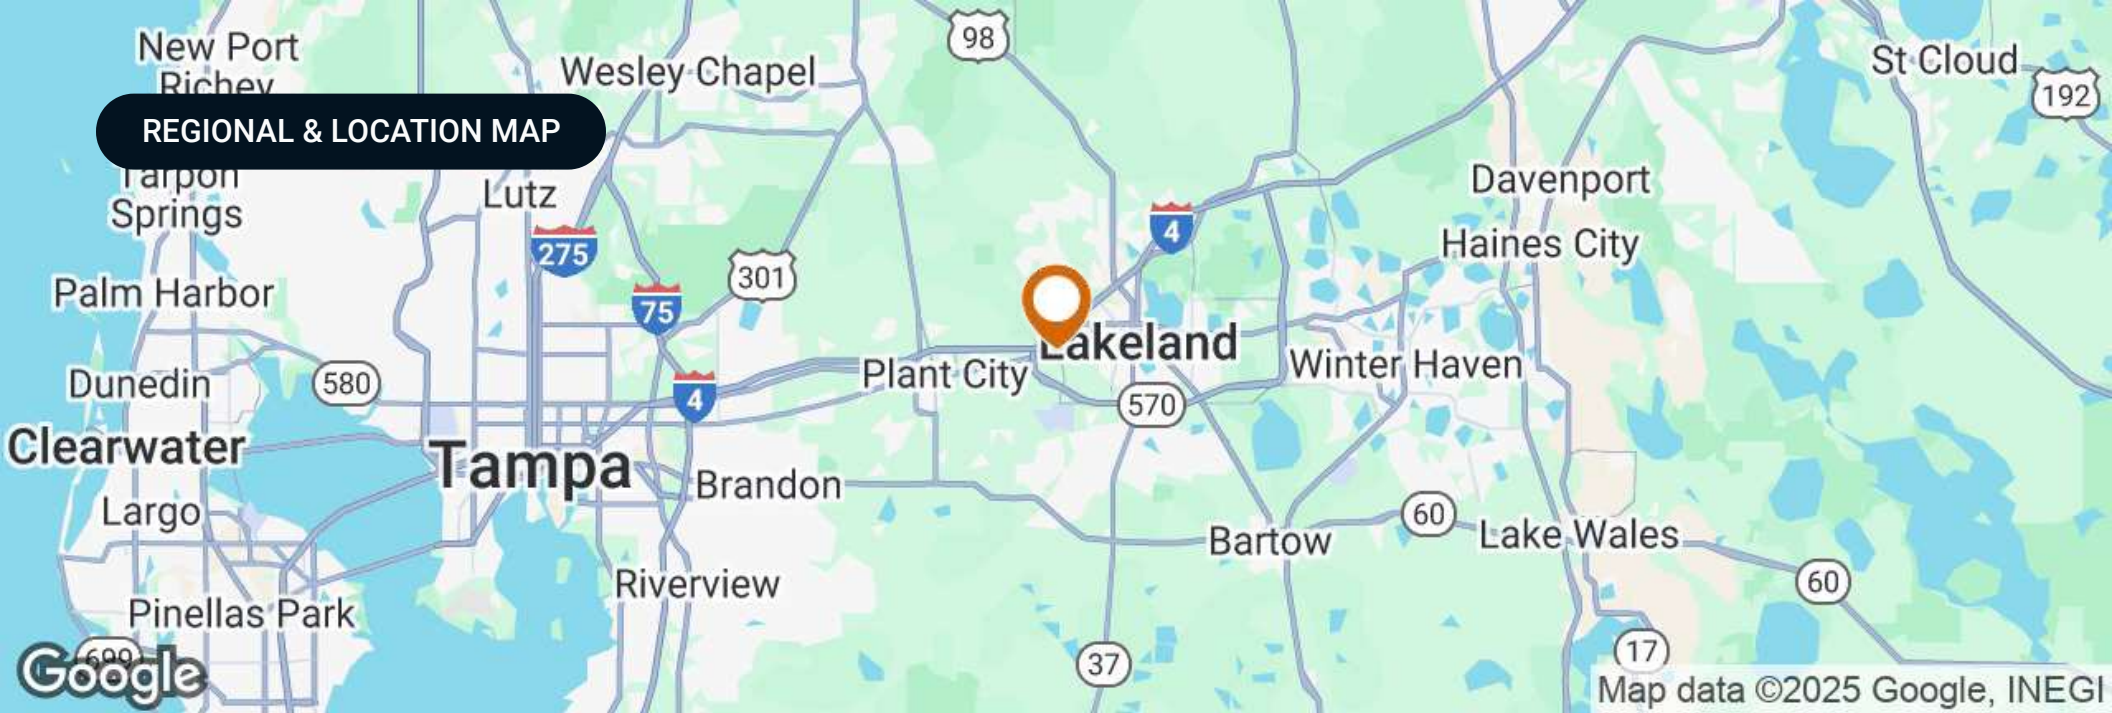 New Port
Richey
98
Wesley Chapel
St Cloud
192
REGIONAL & LOCATION MAP
Tarpon
Springs
Lutz
Davenport
4
275
Haines City
301
Palm Harbor
75
Lakeland
Plant City
Winter Haven
Dunedin
580
4
570
Clearwater
Tampa
Brandon
Largo
60
Bartow
Lake Wales
Riverview
60
Pinellas Park
699
37
17
Google
Map data ©2025 Google, INEGI